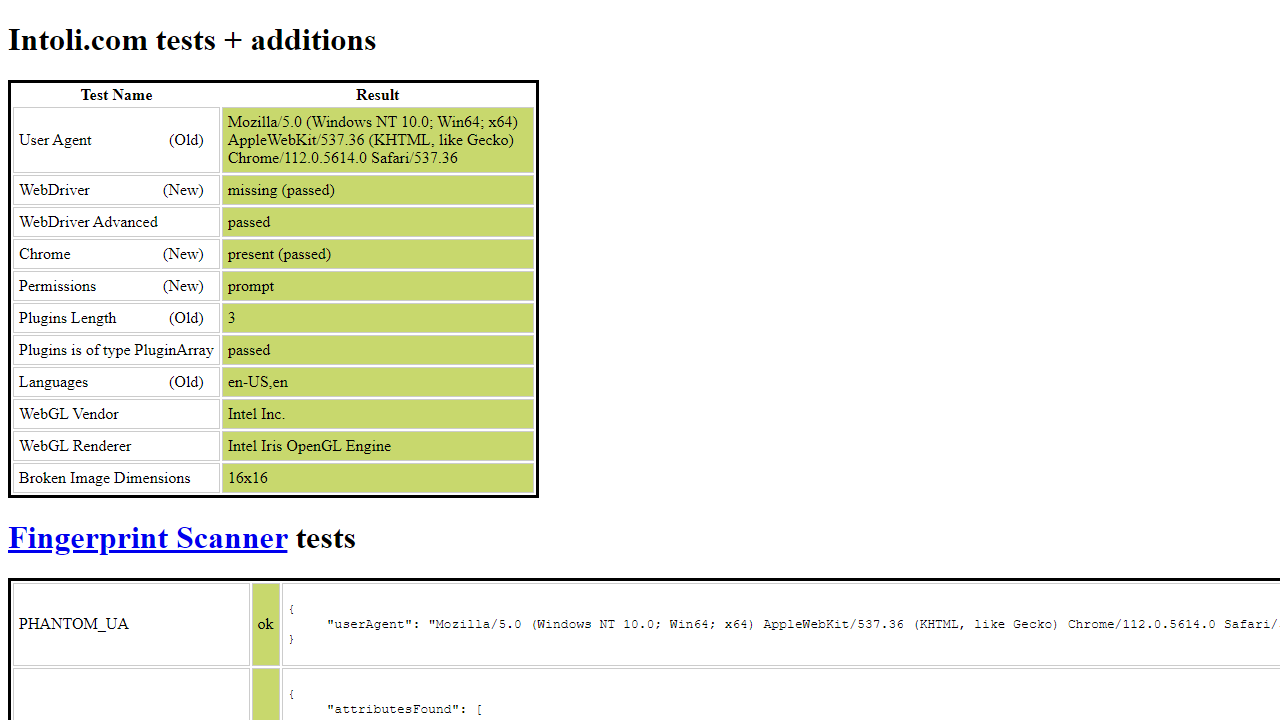 Intoli.com tests + additions
Test Name Result
User Agent (Old) Mozilla/5.0 (Windows NT 10.0; Win64; x64)
AppleWebKit/537.36 (KHTML, like Gecko)
Chrome/112.0.5614.0 Safari/537.36
WebDriver (New) missing (passed)
WebDriver Advanced passed
Chrome (New) present (passed)
Permissions (New) prompt
Plugins Length (Old) 3
Plugins is of type PluginArray passed
Languages (Old) en-US,en
WebGL Vendor Intel Inc.
WebGL Renderer Intel Iris OpenGL Engine
Broken Image Dimensions 16x16
Fingerprint Scanner tests
PHANTOM_UA ok {
"userAgent": "Mozilla/5.0 (Windows NT 10.0; Win64; x64) AppleWebKit/537.36 (KHTML, like Gecko) Chrome/112.0.5614.0 Safari/
}
{
"attributesFound": [